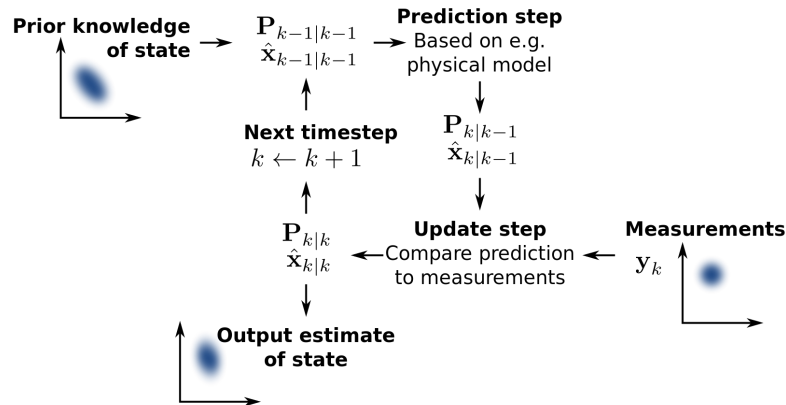 Prior knowledge
of state
P_{k−1|k−1}
x̂_{k−1|k−1}
Prediction step
Based on e.g.
physical model
P_{k|k−1}
x̂_{k|k−1}
Next timestep
k ← k + 1
P_{k|k}
x̂_{k|k}
Update step
Compare prediction
to measurements
Measurements
y_k
Output estimate
of state